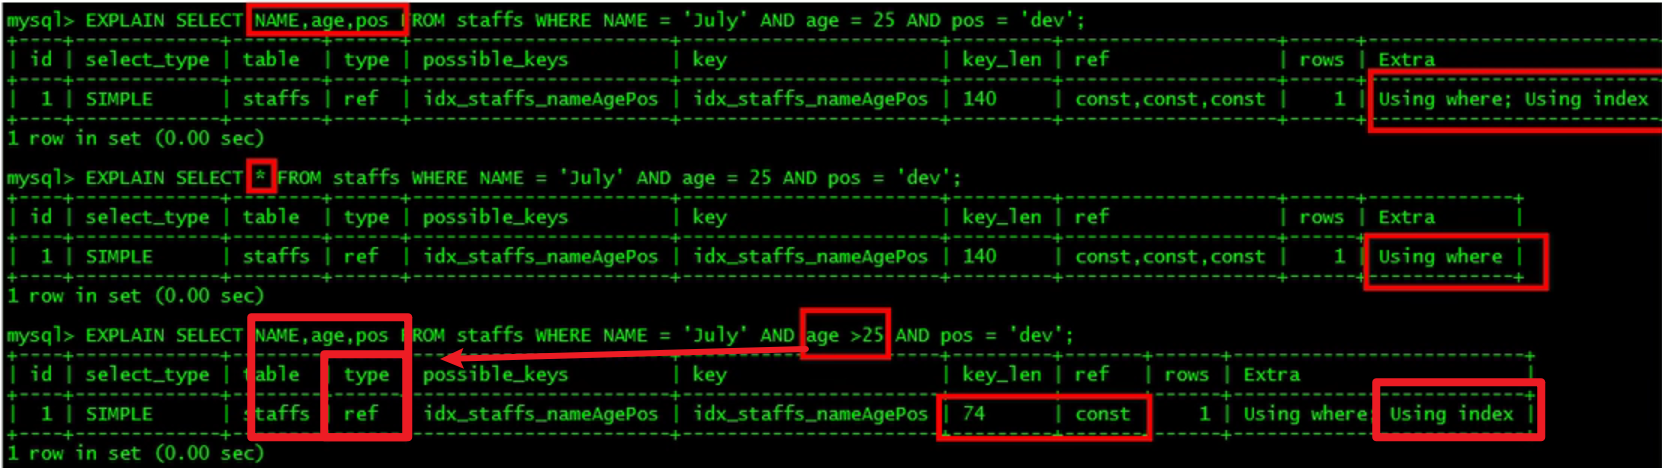 mysql> EXPLAIN SELECT NAME,age,pos FROM staffs WHERE NAME = 'July' AND age = 25 AND pos = 'dev';
| id | select_type | table | type | possible_keys | key | key_len | ref | rows | Extra
| 1 | SIMPLE | staffs | ref | idx_staffs_nameAgePos | idx_staffs_nameAgePos | 140 | const,const,const | 1 | Using where; Using index
1 row in set (0.00 sec)
mysql> EXPLAIN SELECT * FROM staffs WHERE NAME = 'July' AND age = 25 AND pos = 'dev';
| id | select_type | table | type | possible_keys | key | key_len | ref | rows | Extra |
| 1 | SIMPLE | staffs | ref | idx_staffs_nameAgePos | idx_staffs_nameAgePos | 140 | const,const,const | 1 | Using where |
1 row in set (0.00 sec)
mysql> EXPLAIN SELECT NAME,age,pos FROM staffs WHERE NAME = 'July' AND age >25 AND pos = 'dev';
| id | select_type | table | type | possible_keys | key | key_len | ref | rows | Extra |
| 1 | SIMPLE | staffs | ref | idx_staffs_nameAgePos | idx_staffs_nameAgePos | 74 | const | 1 | Using where; Using index |
1 row in set (0.00 sec)